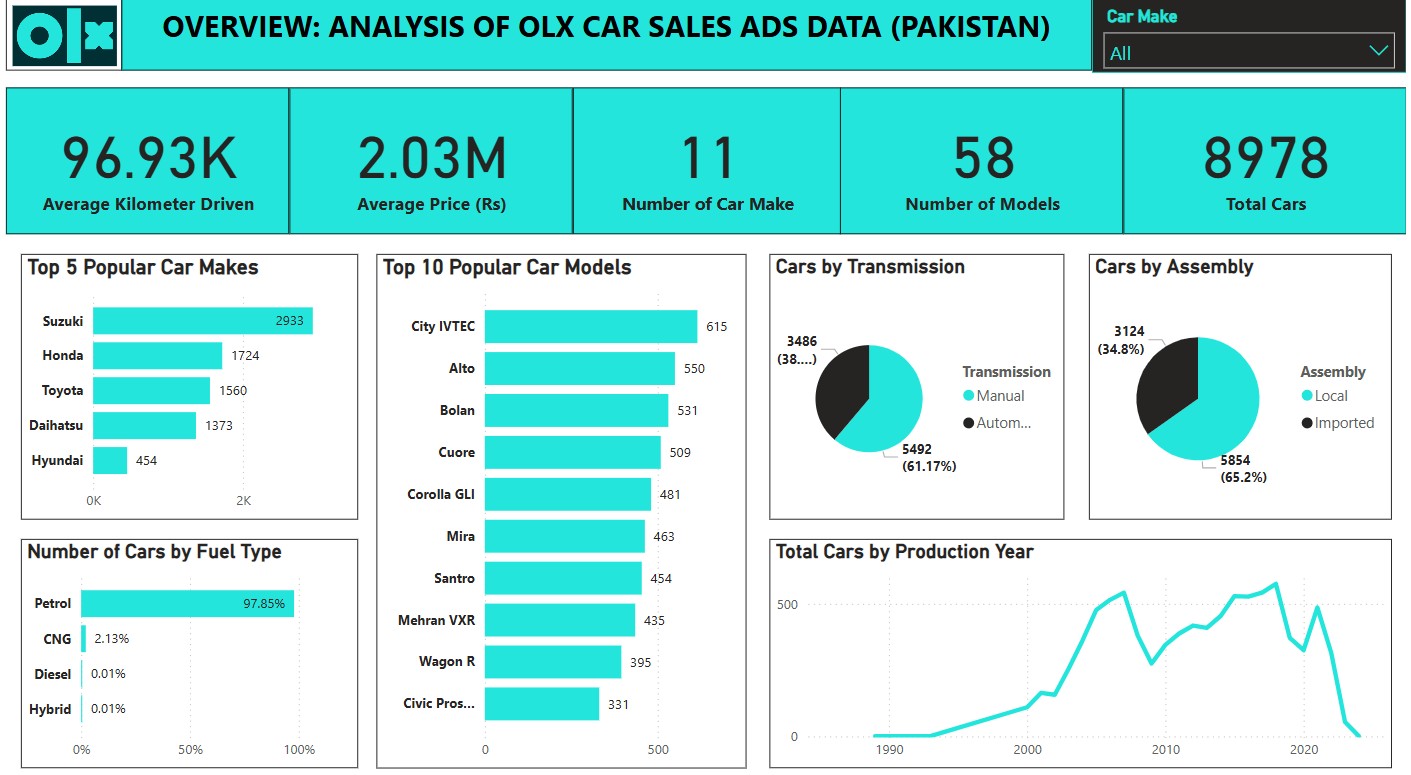 olx
OVERVIEW: ANALYSIS OF OLX CAR SALES ADS DATA (PAKISTAN)
Car Make
All
96.93K
Average Kilometer Driven
2.03M
Average Price (Rs)
11
Number of Car Make
58
Number of Models
8978
Total Cars
Top 5 Popular Car Makes
Suzuki 2933
Honda 1724
Toyota 1560
Daihatsu 1373
Hyundai 454
0K 2K
Number of Cars by Fuel Type
Petrol 97.85%
CNG 2.13%
Diesel 0.01%
Hybrid 0.01%
0% 50% 100%
Top 10 Popular Car Models
City IVTEC 615
Alto 550
Bolan 531
Cuore 509
Corolla GLI 481
Mira 463
Santro 454
Mehran VXR 435
Wagon R 395
Civic Pros... 331
0 500
Cars by Transmission
3486
(38....)
5492
(61.17%)
Transmission
Manual
Autom...
Cars by Assembly
3124
(34.8%)
5854
(65.2%)
Assembly
Local
Imported
Total Cars by Production Year
500
0
1990 2000 2010 2020